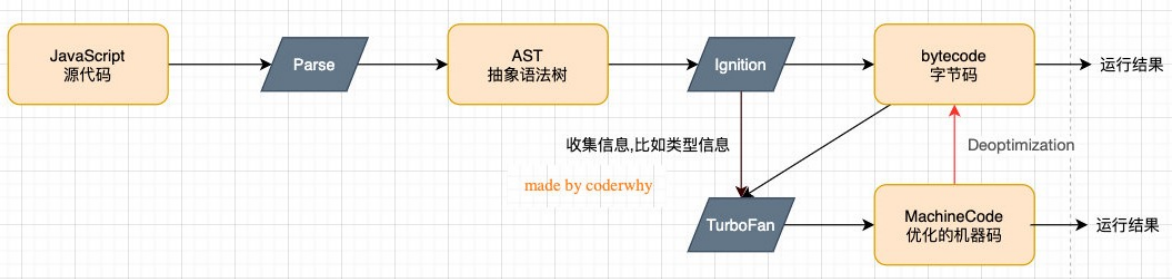 JavaScript
源代码
Parse
AST
抽象语法树
Ignition
bytecode
字节码
运行结果
收集信息,比如类型信息
Deoptimization
made by coderwhy
TurboFan
MachineCode
优化的机器码
运行结果